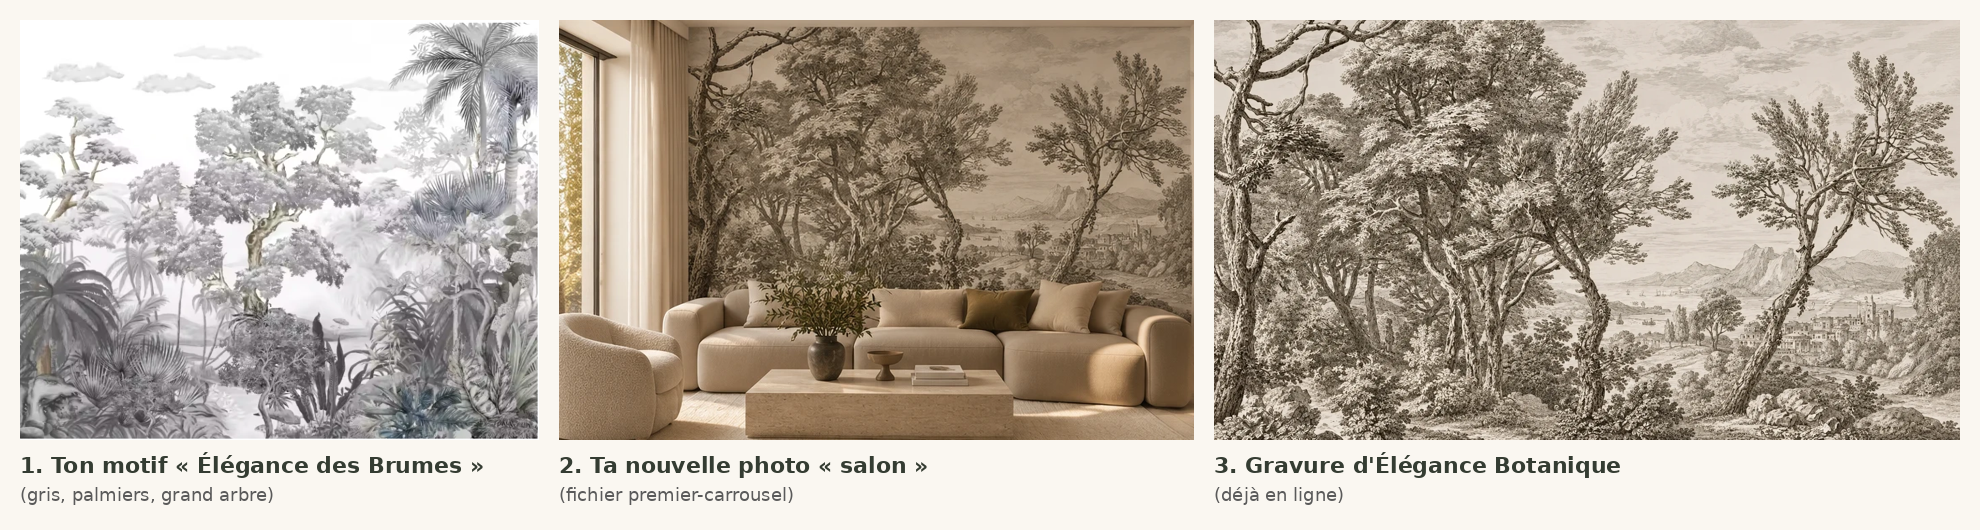 1. Ton motif « Élégance des Brumes »
(gris, palmiers, grand arbre)
2. Ta nouvelle photo « salon »
(fichier premier-carrousel)
3. Gravure d'Élégance Botanique
(déjà en ligne)